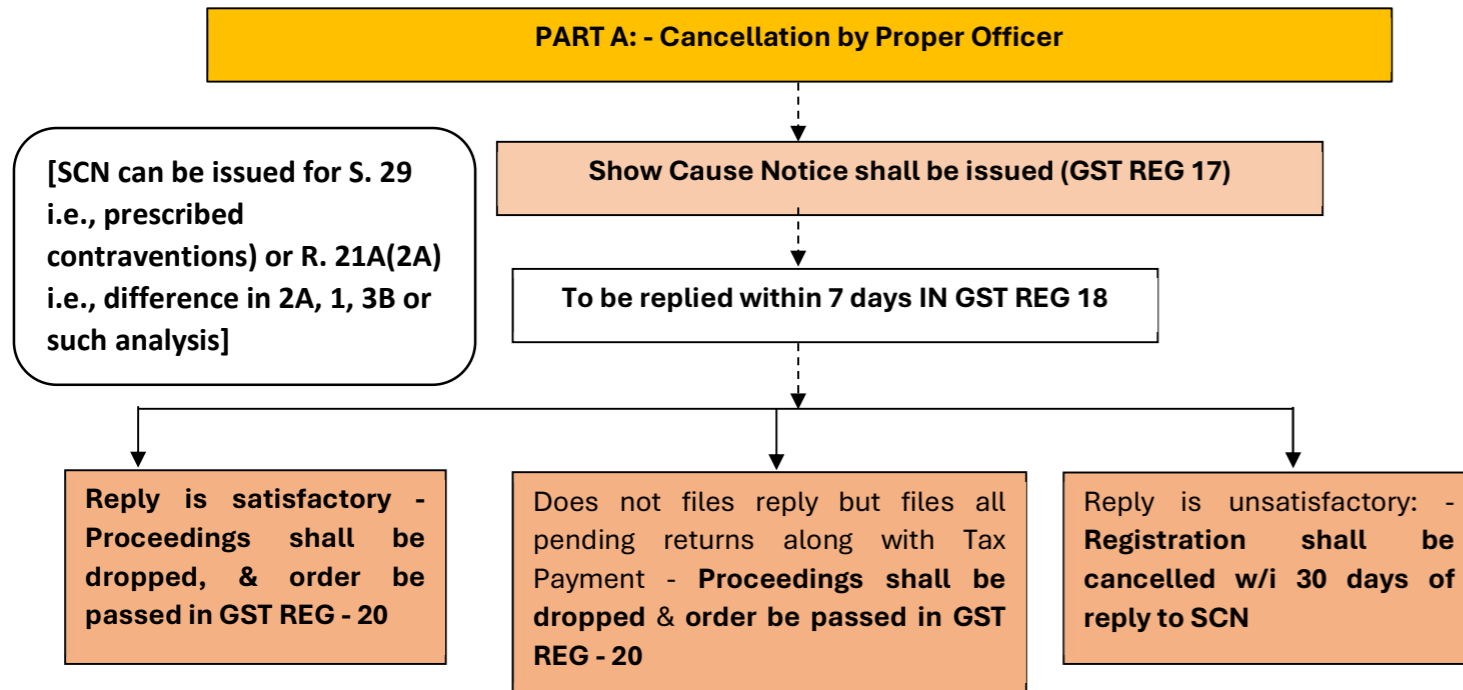 PART A: - Cancellation by Proper Officer
[SCN can be issued for S. 29
i.e., prescribed
contraventions) or R. 21A(2A)
i.e., difference in 2A, 1, 3B or
such analysis]
Show Cause Notice shall be issued (GST REG 17)
To be replied within 7 days IN GST REG 18
Reply is satisfactory -
Proceedings shall be
dropped, & order be
passed in GST REG - 20
Does not files reply but files all
pending returns along with Tax
Payment - Proceedings shall be
dropped & order be passed in GST
REG - 20
Reply is unsatisfactory: -
Registration shall be
cancelled w/i 30 days of
reply to SCN